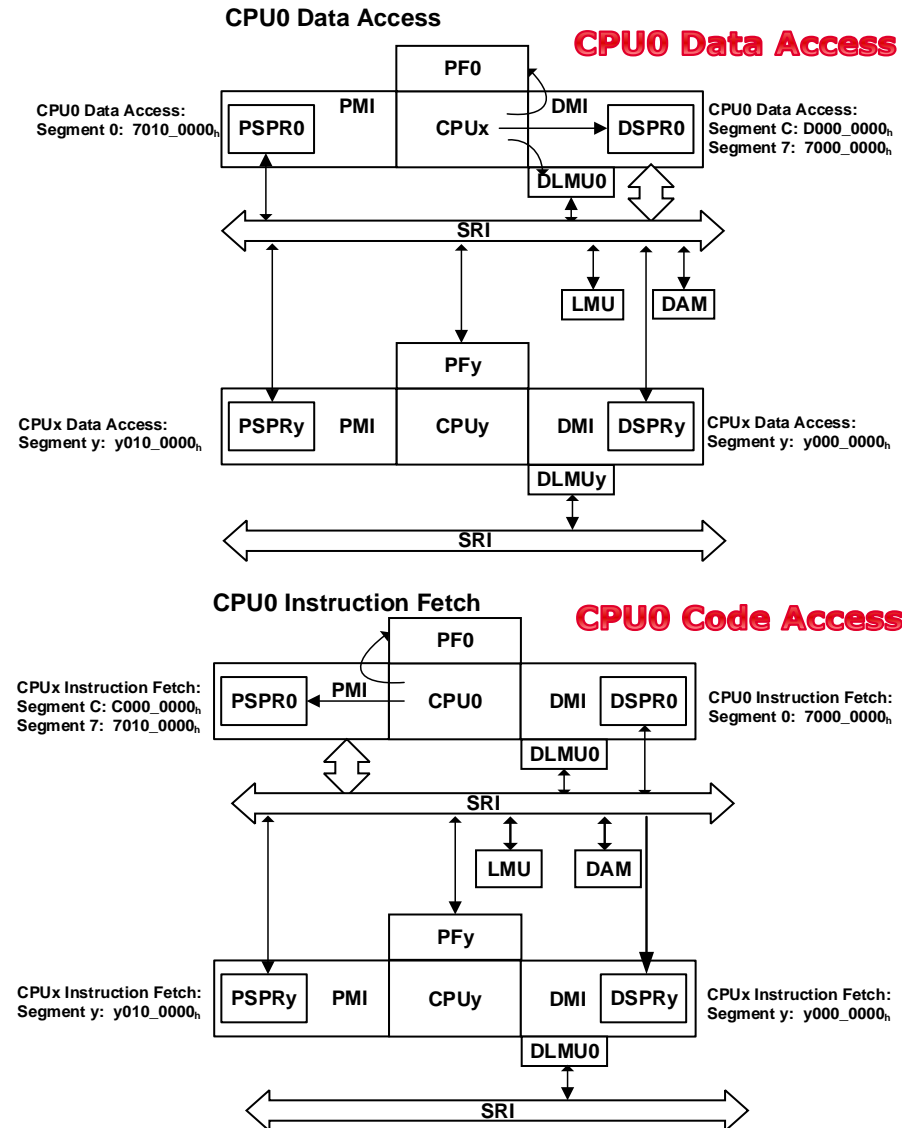 CPU0 Data Access
CPU0 Data Access
PF0
CPU0 Data Access:
Segment 0: 7010_0000h
PSPR0
PMI
CPUx
DMI
DSPR0
CPU0 Data Access:
Segment C: D000_0000h
Segment 7: 7000_0000h
DLMU0
SRI
LMU
DAM
PFy
CPUx Data Access:
Segment y: y010_0000h
PSPRy
PMI
CPUy
DMI
DSPRy
CPUx Data Access:
Segment y: y000_0000h
DLMUy
SRI
CPU0 Instruction Fetch
CPU0 Code Access
PF0
CPUx Instruction Fetch:
Segment C: C000_0000h
Segment 7: 7010_0000h
PSPR0
PMI
CPU0
DMI
DSPR0
CPU0 Instruction Fetch:
Segment 0: 7000_0000h
DLMU0
SRI
LMU
DAM
PFy
CPUx Instruction Fetch:
Segment y: y010_0000h
PSPRy
PMI
CPUy
DMI
DSPRy
CPUx Instruction Fetch:
Segment y: y000_0000h
DLMU0
SRI